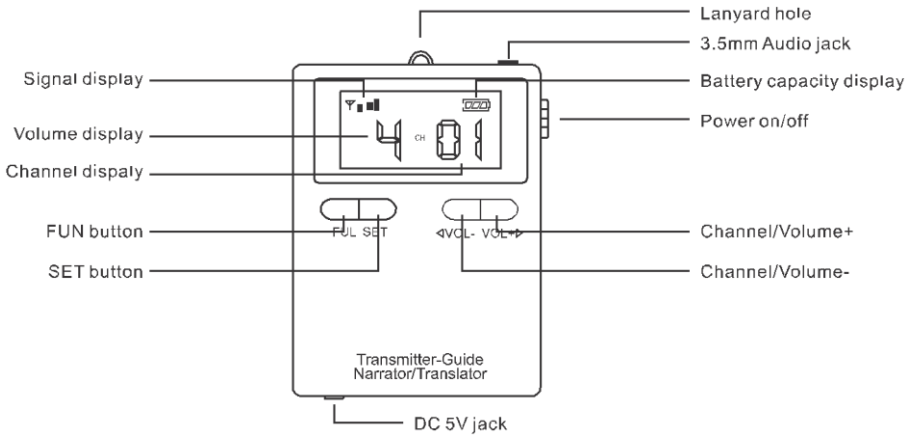 Lanyard hole
3.5mm Audio jack
Signal display
Battery capacity display
Volume display
4 CH 01
Power on/off
Channel dispaly
FUN button
FUL SET
◁VOL- VOL+▷
Channel/Volume+
SET button
Channel/Volume-
Transmitter-Guide
Narrator/Translator
DC 5V jack